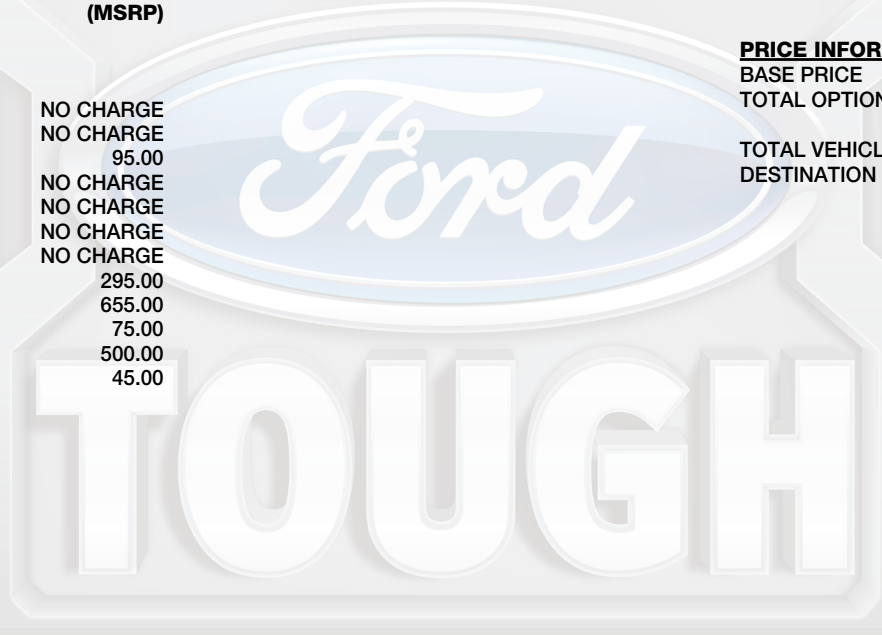 (MSRP)
NO CHARGE
NO CHARGE
95.00
NO CHARGE
NO CHARGE
NO CHARGE
NO CHARGE
295.00
655.00
75.00
500.00
45.00
PRICE INFOR
BASE PRICE
TOTAL OPTION
TOTAL VEHICL
DESTINATION
Ford
TOUGH